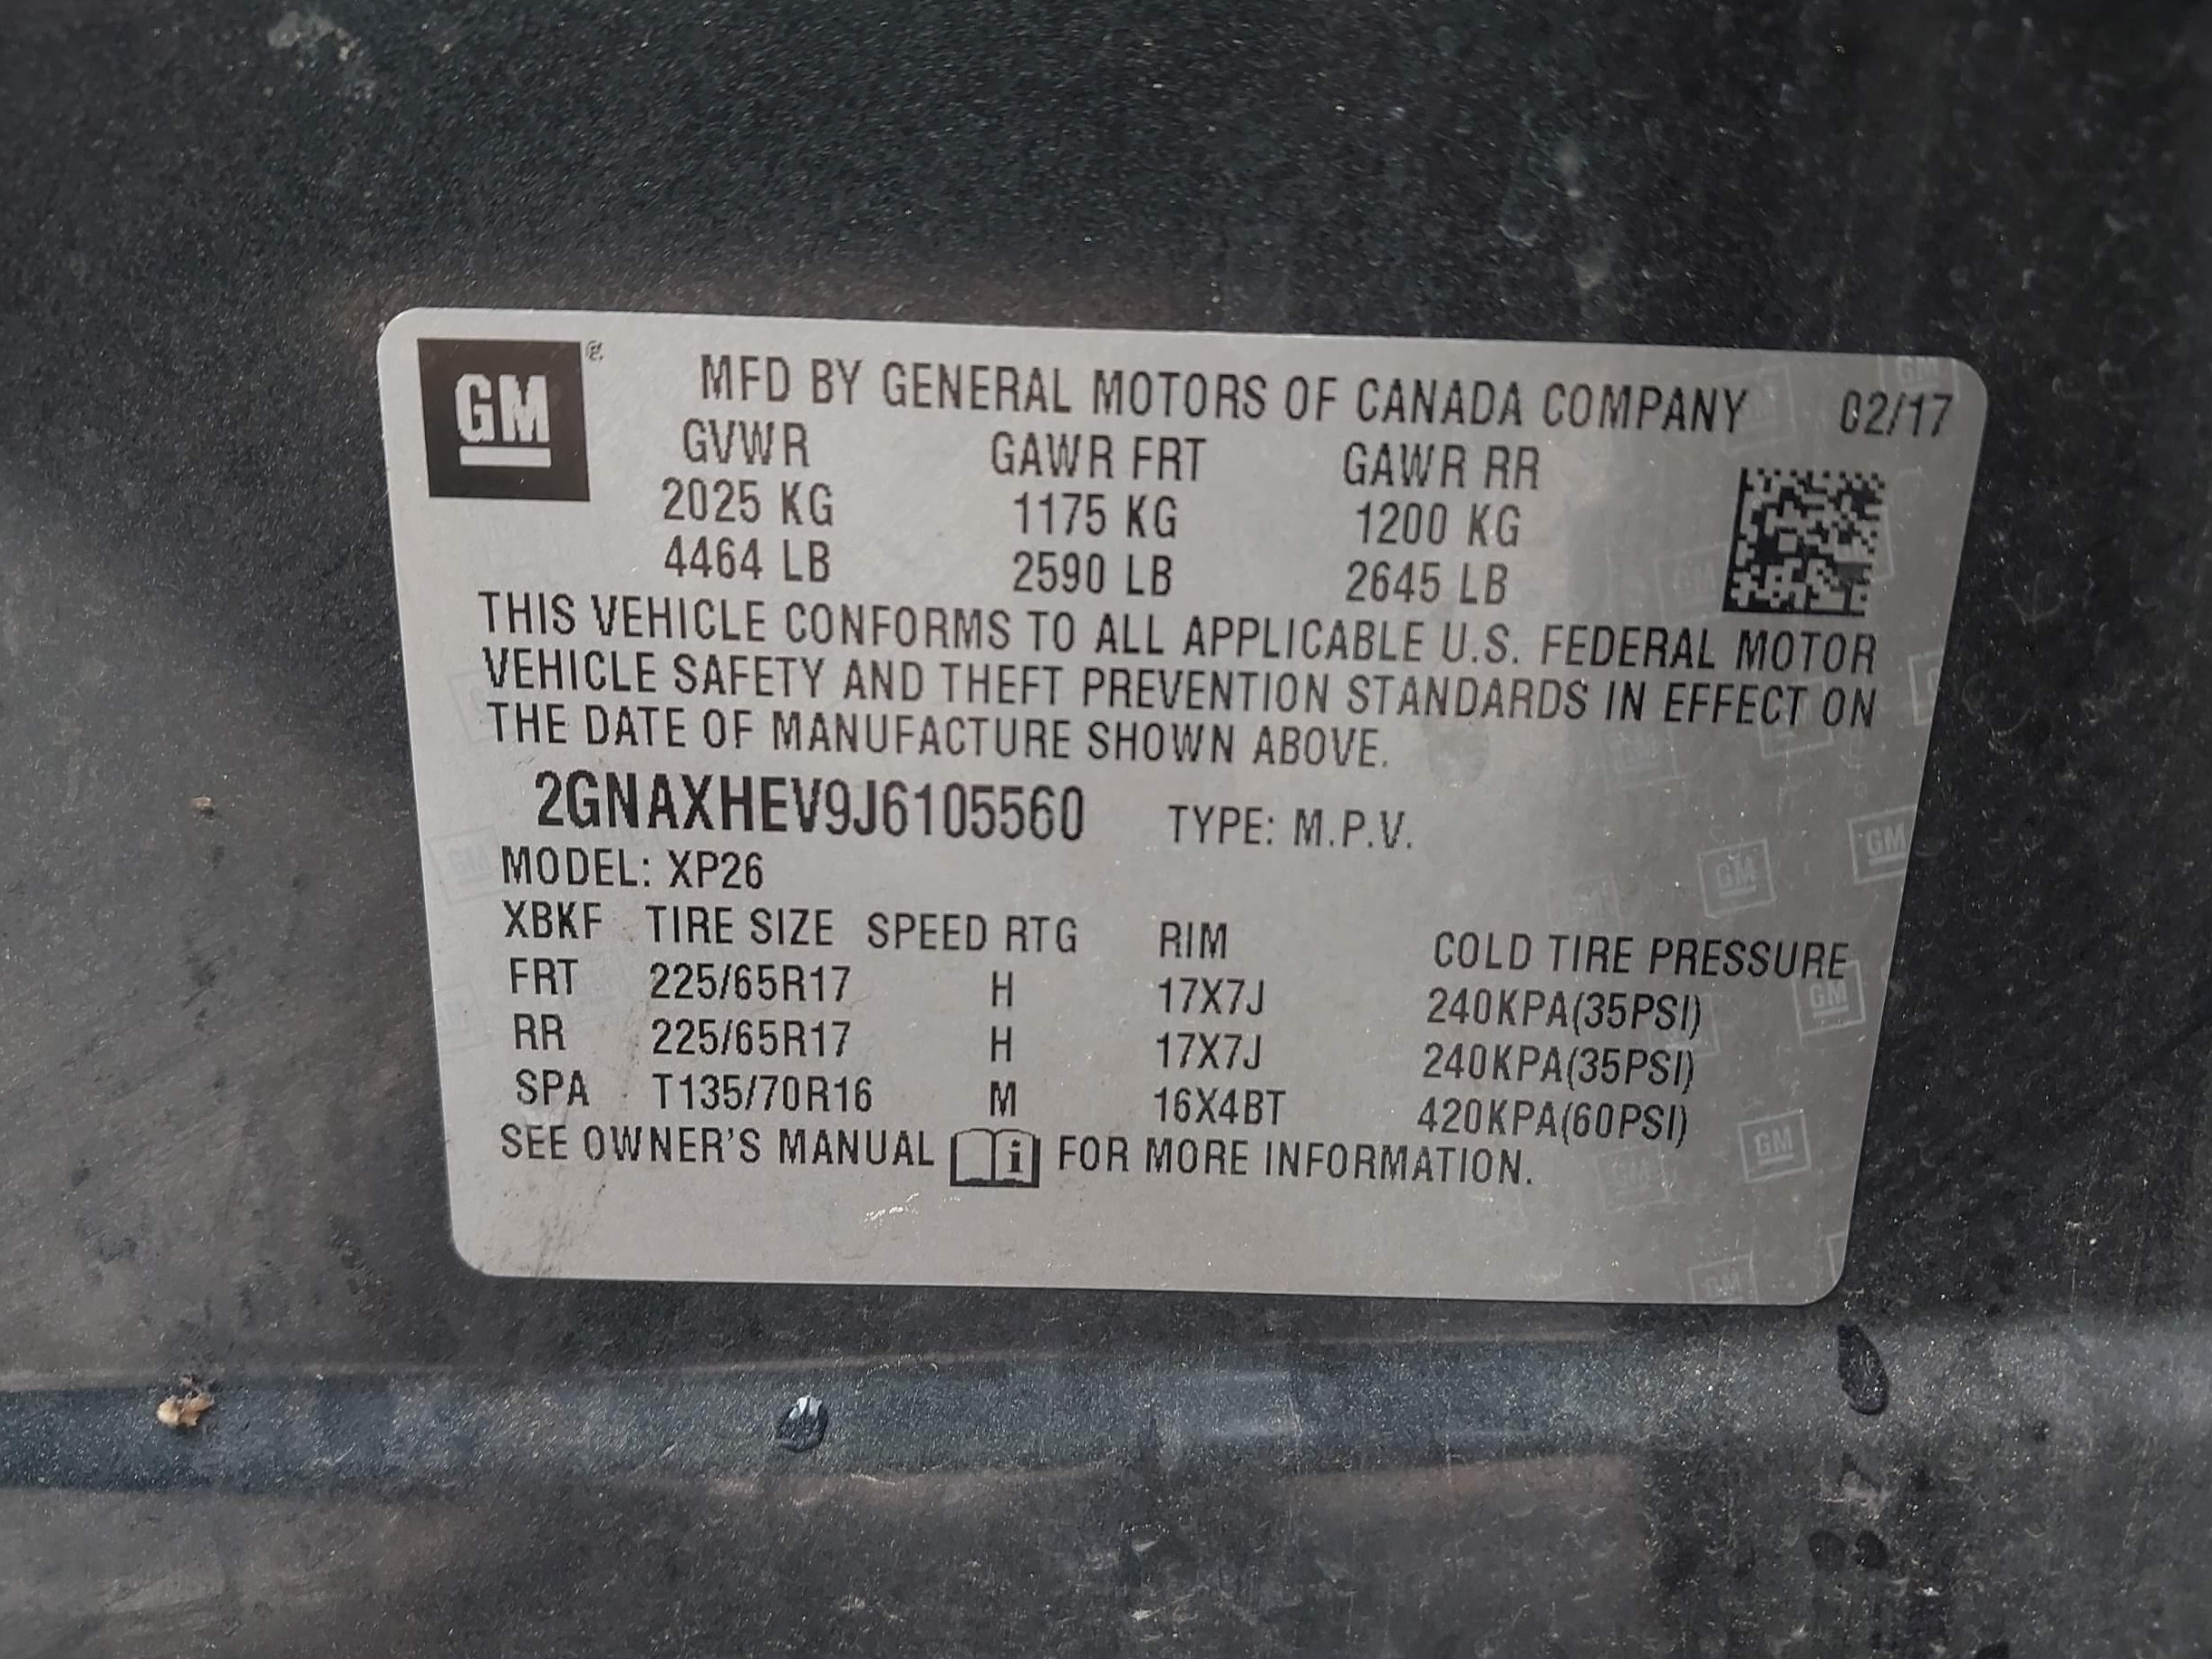 GM ®
MFD BY GENERAL MOTORS OF CANADA COMPANY 02/17
GVWR GAWR FRT GAWR RR
2025 KG 1175 KG 1200 KG
4464 LB 2590 LB 2645 LB
THIS VEHICLE CONFORMS TO ALL APPLICABLE U.S. FEDERAL MOTOR
VEHICLE SAFETY AND THEFT PREVENTION STANDARDS IN EFFECT ON
THE DATE OF MANUFACTURE SHOWN ABOVE.
2GNAXHEV9J6105560 TYPE: M.P.V.
MODEL: XP26
XBKF TIRE SIZE SPEED RTG RIM COLD TIRE PRESSURE
FRT 225/65R17 H 17X7J 240KPA(35PSI)
RR 225/65R17 H 17X7J 240KPA(35PSI)
SPA T135/70R16 M 16X4BT 420KPA(60PSI)
SEE OWNER'S MANUAL i FOR MORE INFORMATION.